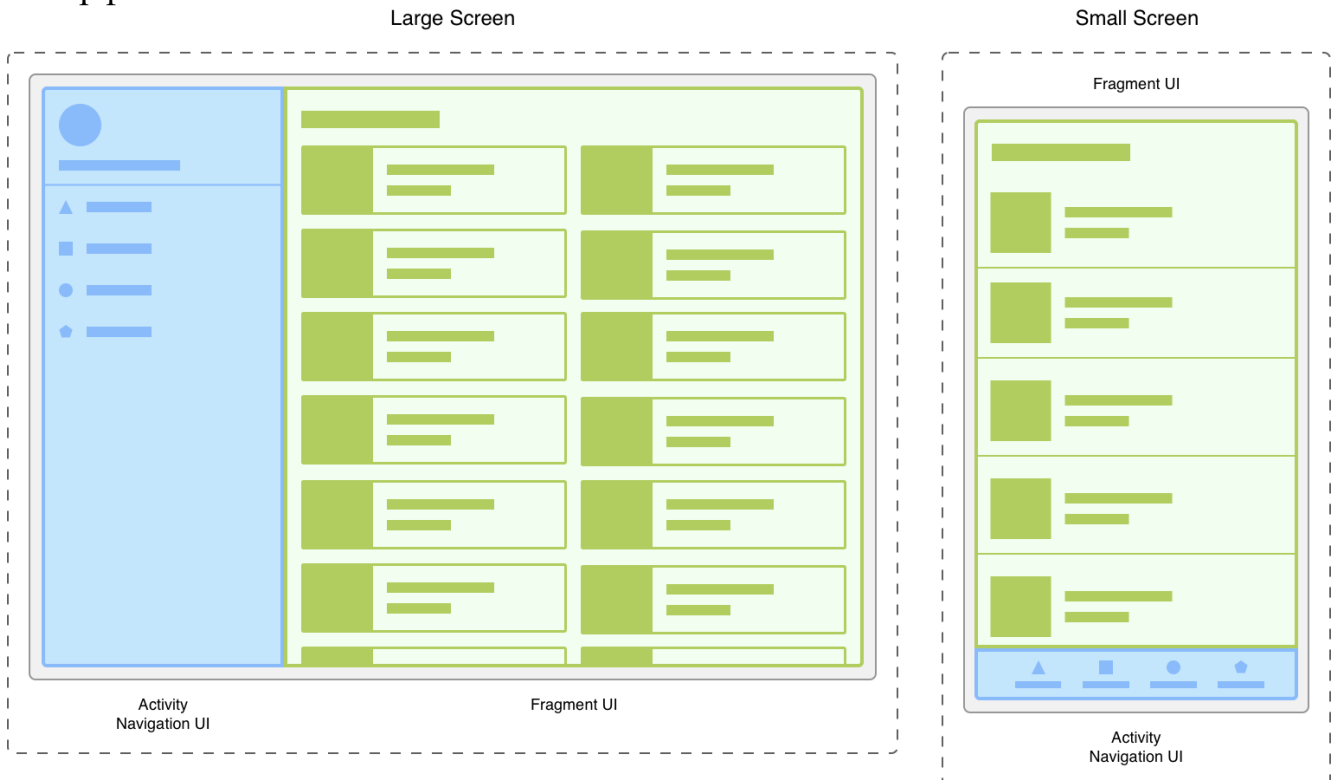 Large Screen
Small Screen
Fragment UI
Activity
Navigation UI
Fragment UI
Activity
Navigation UI